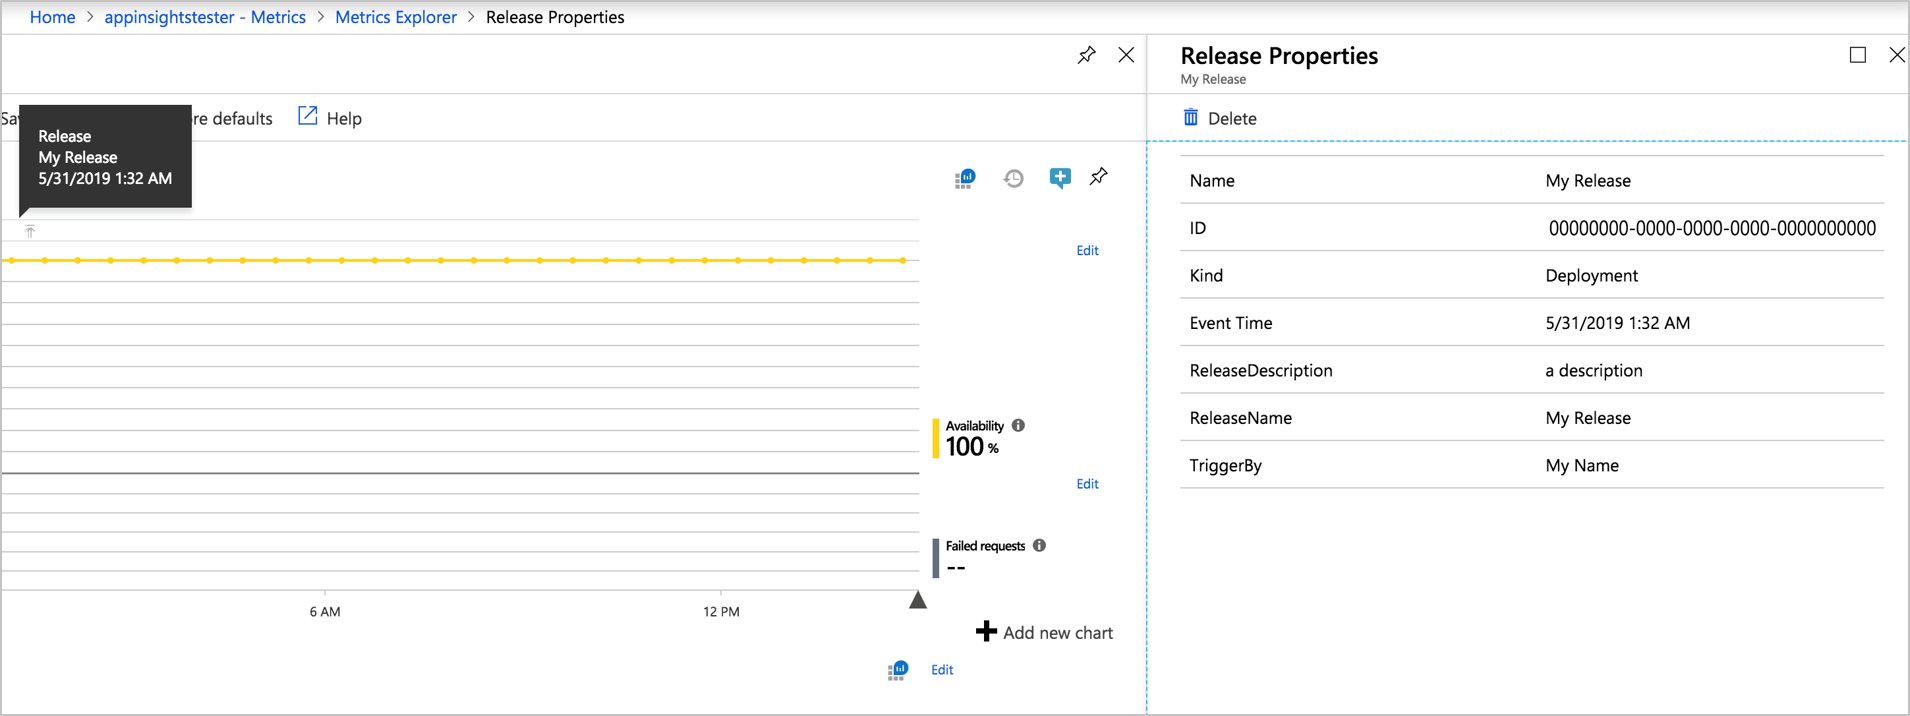 Home > appinsightstester - Metrics > Metrics Explorer > Release Properties
Release Properties
My Release
Sav re defaults Help
Delete
Release
My Release
5/31/2019 1:32 AM
Edit
Availability
100 %
Edit
Failed requests
--
6 AM 12 PM
Add new chart
Edit
Name My Release
ID 00000000-0000-0000-0000-0000000000
Kind Deployment
Event Time 5/31/2019 1:32 AM
ReleaseDescription a description
ReleaseName My Release
TriggerBy My Name